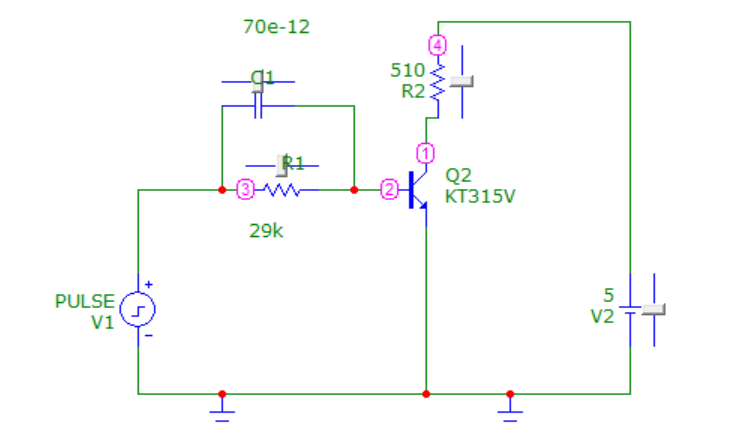 70e-12
C1
4
510
R2
1
R1
Q2
KT315V
3
2
29k
+
PULSE
V1
-
5
V2